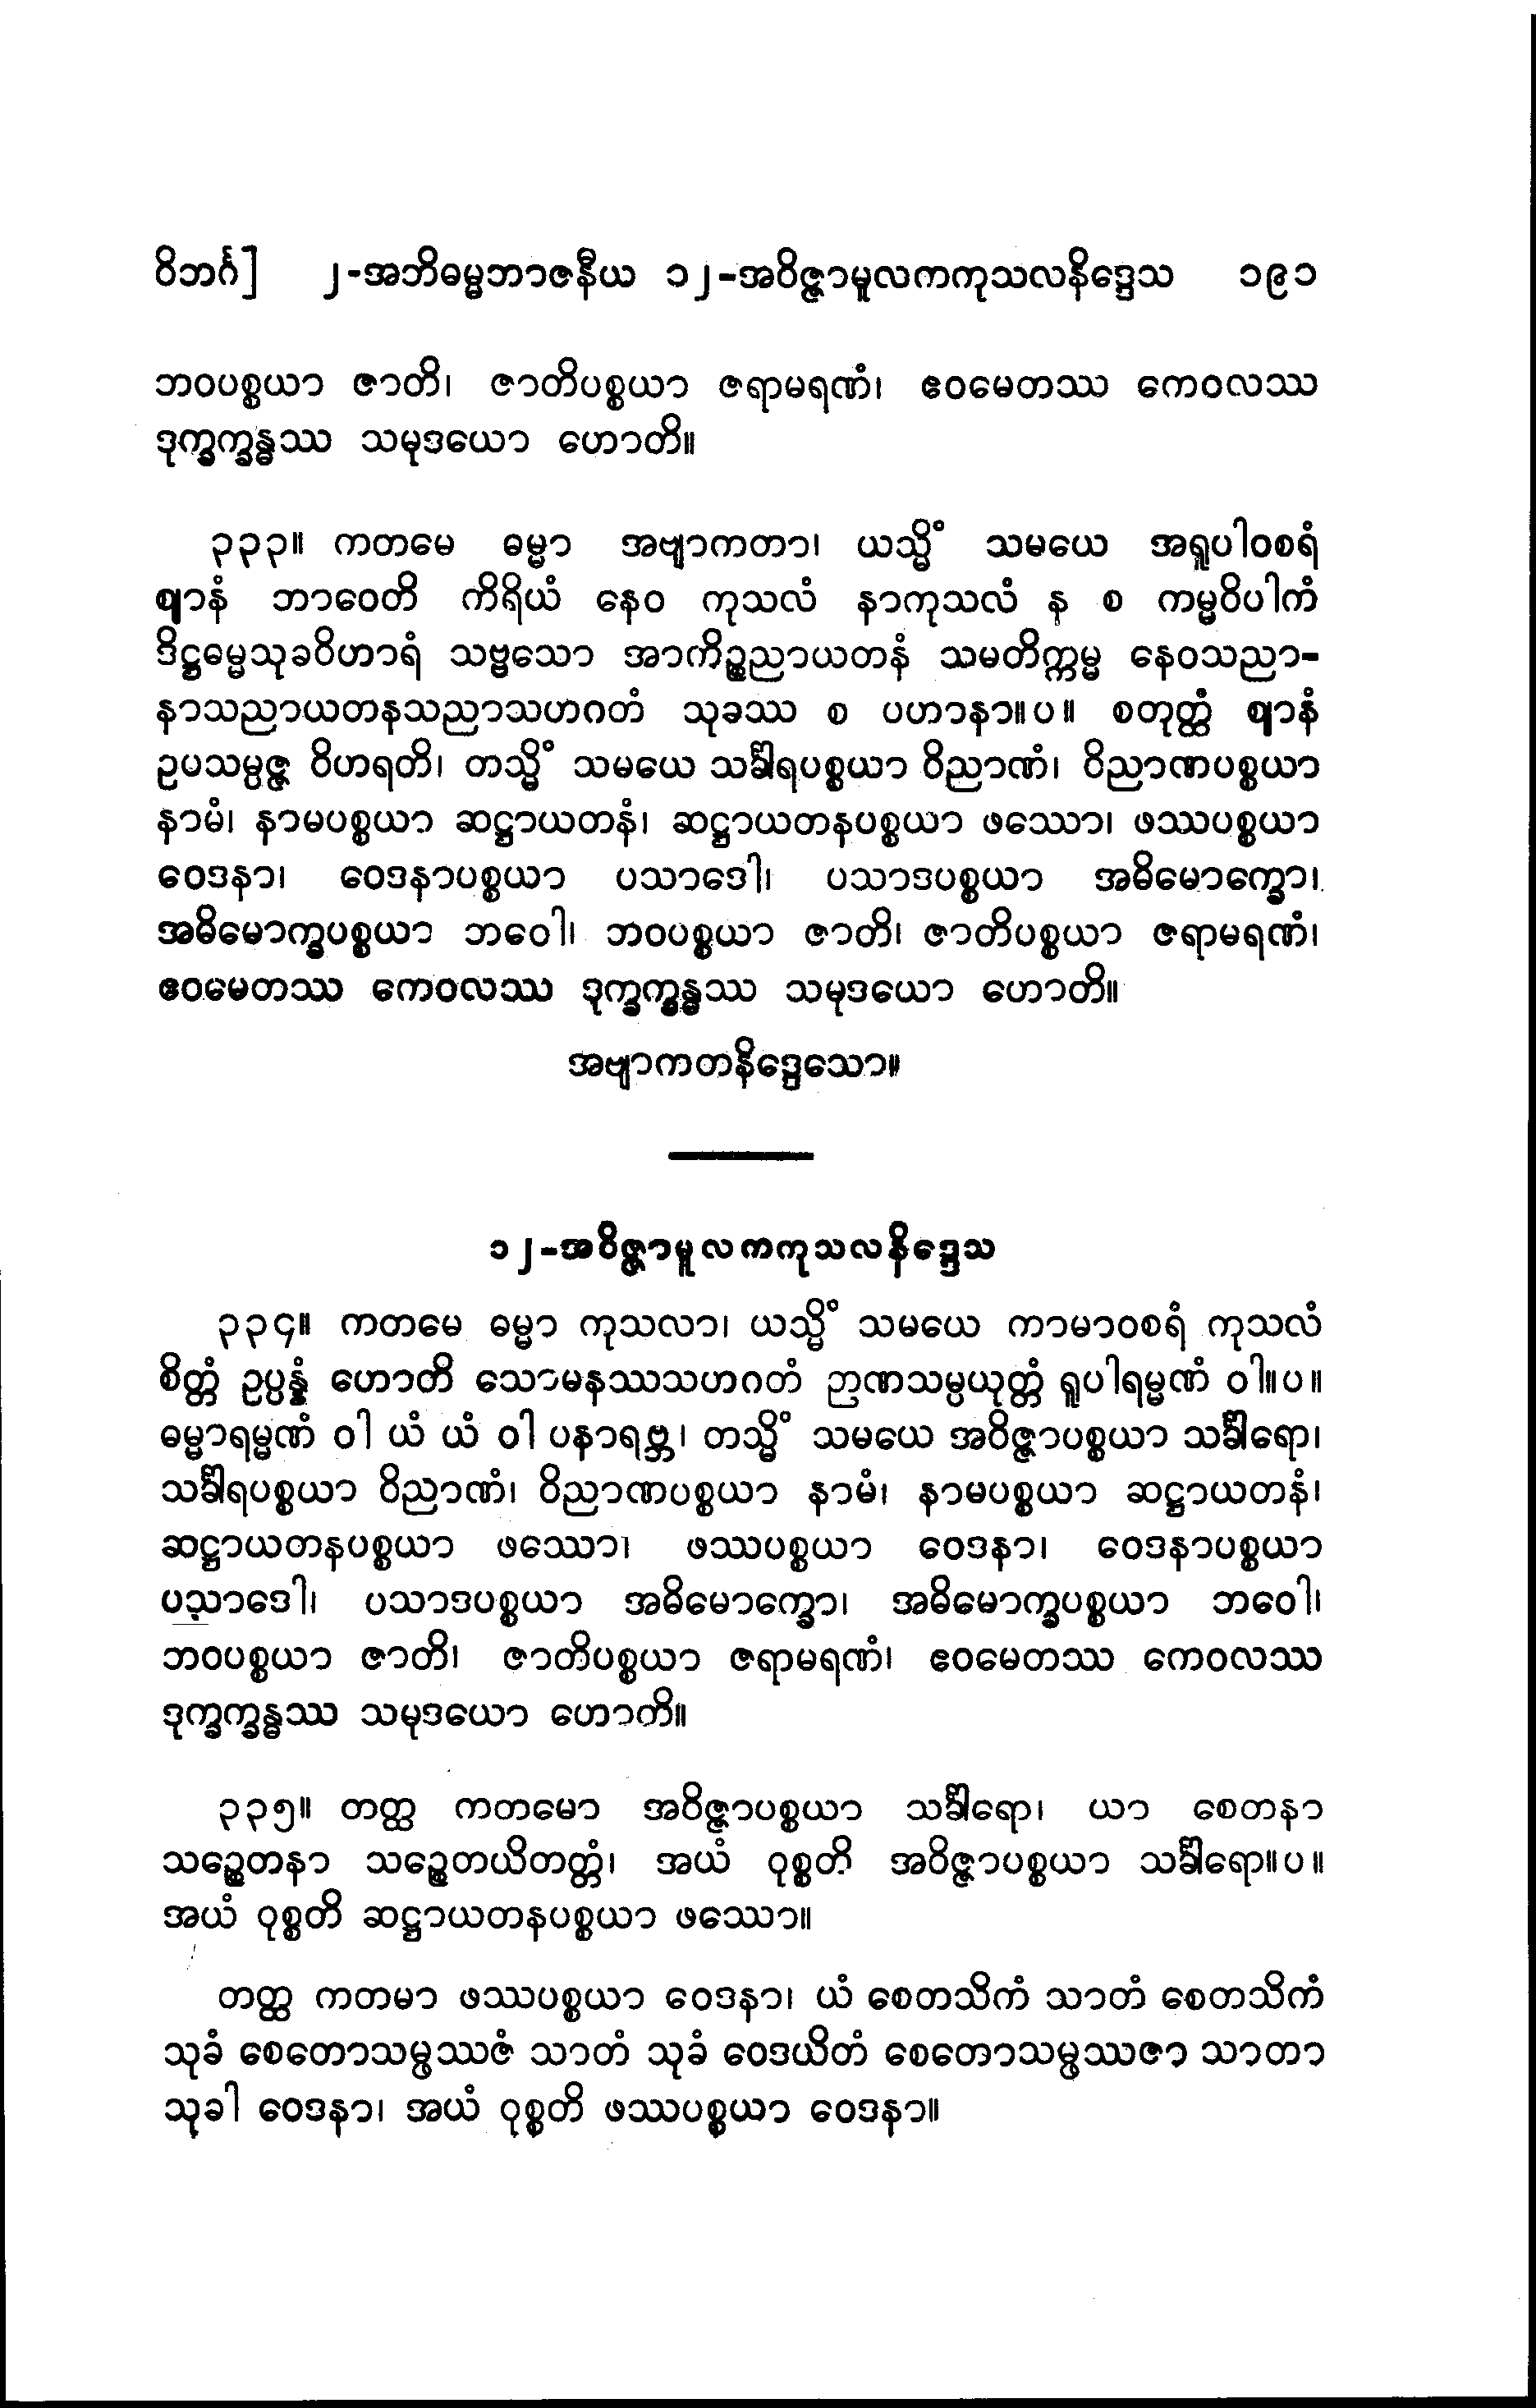 ဝိဘင်္ဂ] ၂-အဘိဓမ္မဘာဇနီယ ၁၂-အဝိဇ္ဇာမူလကကုသလနိဒ္ဒေသ ၁၉၁
ဘဝပစ္စယာ ဇာတိ၊ ဇာတိပစ္စယာ ဇရာမရဏံ၊ ဧဝမေတဿ ကေဝလဿ
ဒုက္ခက္ခန္ဓဿ သမုဒယော ဟောတိ။
၃၃၃။ ကတမေ ဓမ္မာ အဗျာကတာ၊ ယသ္မိံ သမယေ အရူပါဝစရံ
ဈာနံ ဘာဝေတိ ကိရိယံ နေဝ ကုသလံ နာကုသလံ န စ ကမ္မဝိပါကံ
ဒိဋ္ဌဓမ္မသုခဝိဟာရံ သဗ္ဗသော အာကိဉ္စညာယတနံ သမတိက္ကမ္မ နေဝသညာ-
နာသညာယတနသညာသဟဂတံ သုခဿ စ ပဟာနာ။ပ။ စတုတ္ထံ ဈာနံ
ဥပသမ္ပဇ္ဇ ဝိဟရတိ၊ တသ္မိံ သမယေ သင်္ခါရပစ္စယာ ဝိညာဏံ၊ ဝိညာဏပစ္စယာ
နာမံ၊ နာမပစ္စယာ ဆဋ္ဌာယတနံ၊ ဆဋ္ဌာယတနပစ္စယာ ဖဿော၊ ဖဿပစ္စယာ
ဝေဒနာ၊ ဝေဒနာပစ္စယာ ပသာဒေါ၊ ပသာဒပစ္စယာ အဓိမောက္ခော၊
အဓိမောက္ခပစ္စယာ ဘဝေါ၊ ဘဝပစ္စယာ ဇာတိ၊ ဇာတိပစ္စယာ ဇရာမရဏံ၊
ဧဝမေတဿ ကေဝလဿ ဒုက္ခက္ခန္ဓဿ သမုဒယော ဟောတိ။
အဗျာကတနိဒ္ဒေသော။
၁၂-အဝိဇ္ဇာမူလကကုသလနိဒ္ဒေသ
၃၃၄။ ကတမေ ဓမ္မာ ကုသလာ၊ ယသ္မိံ သမယေ ကာမာဝစရံ ကုသလံ
စိတ္တံ ဥပ္ပန္နံ ဟောတိ သောမနဿသဟဂတံ ဉာဏသမ္ပယုတ္တံ ရူပါရမ္မဏံ ဝါ။ပ။
ဓမ္မာရမ္မဏံ ဝါ ယံ ယံ ဝါ ပနာရဗ္ဘ၊ တသ္မိံ သမယေ အဝိဇ္ဇာပစ္စယာ သင်္ခါရော၊
သင်္ခါရပစ္စယာ ဝိညာဏံ၊ ဝိညာဏပစ္စယာ နာမံ၊ နာမပစ္စယာ ဆဋ္ဌာယတနံ၊
ဆဋ္ဌာယတနပစ္စယာ ဖဿော၊ ဖဿပစ္စယာ ဝေဒနာ၊ ဝေဒနာပစ္စယာ
ပသာဒေါ၊ ပသာဒပစ္စယာ အဓိမောက္ခော၊ အဓိမောက္ခပစ္စယာ ဘဝေါ၊
ဘဝပစ္စယာ ဇာတိ၊ ဇာတိပစ္စယာ ဇရာမရဏံ၊ ဧဝမေတဿ ကေဝလဿ
ဒုက္ခက္ခန္ဓဿ သမုဒယော ဟောတိ။
၃၃၅။ တတ္ထ ကတမော အဝိဇ္ဇာပစ္စယာ သင်္ခါရော၊ ယာ စေတနာ
သဉ္စေတနာ သဉ္စေတယိတတ္တံ၊ အယံ ဝုစ္စတိ အဝိဇ္ဇာပစ္စယာ သင်္ခါရော။ပ။
အယံ ဝုစ္စတိ ဆဋ္ဌာယတနပစ္စယာ ဖဿော။
တတ္ထ ကတမာ ဖဿပစ္စယာ ဝေဒနာ၊ ယံ စေတသိကံ သာတံ စေတသိကံ
သုခံ စေတောသမ္ဖဿဇံ သာတံ သုခံ ဝေဒယိတံ စေတောသမ္ဖဿဇာ သာတာ
သုခါ ဝေဒနာ၊ အယံ ဝုစ္စတိ ဖဿပစ္စယာ ဝေဒနာ။